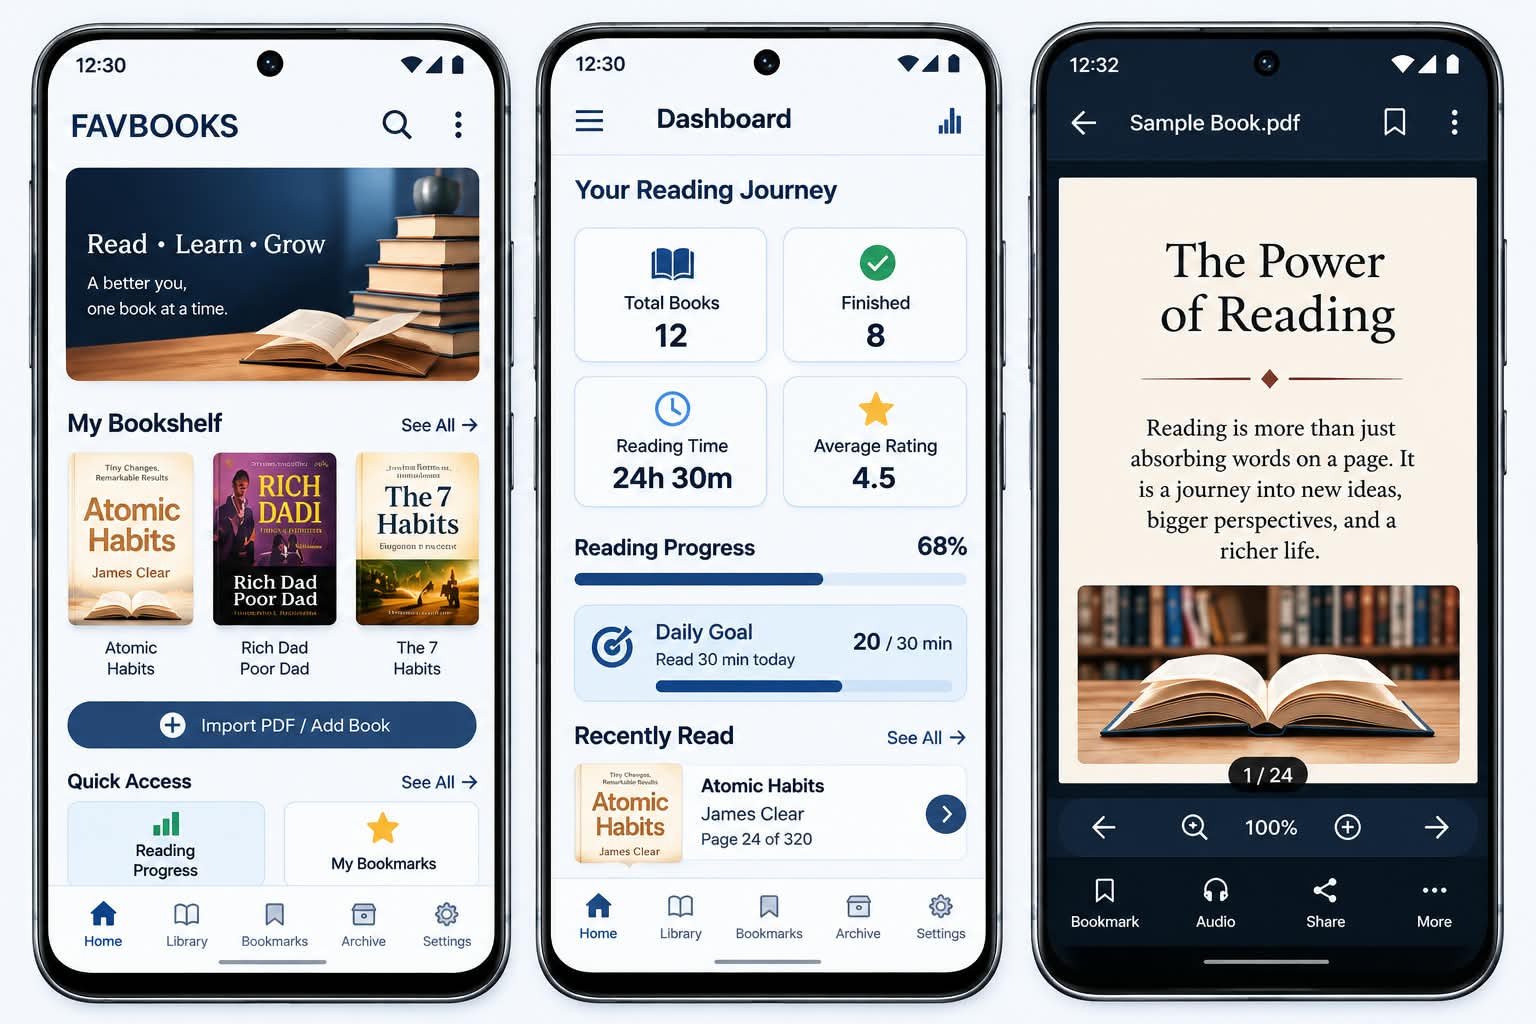 12:30
FAVBOOKS
Read • Learn • Grow
A better you,
one book at a time.
My Bookshelf
See All →
Tiny Changes,
Remarkable Results
Atomic
Habits
James Clear
RICH
DADI
Rich Dad
Poor Dad
The 7
Habits
Atomic
Habits
Rich Dad
Poor Dad
The 7
Habits
Import PDF / Add Book
Quick Access
See All →
Reading
Progress
My Bookmarks
Home
Library
Bookmarks
Archive
Settings
12:30
Dashboard
Your Reading Journey
Total Books
12
Finished
8
Reading Time
24h 30m
Average Rating
4.5
Reading Progress
68%
Daily Goal
Read 30 min today
20 / 30 min
Recently Read
See All →
Tiny Changes,
Remarkable Results
Atomic
Habits
James Clear
Atomic Habits
James Clear
Page 24 of 320
Home
Library
Bookmarks
Archive
Settings
12:32
Sample Book.pdf
The Power
of Reading
Reading is more than just
absorbing words on a page. It
is a journey into new ideas,
bigger perspectives, and a
richer life.
1 / 24
100%
Bookmark
Audio
Share
More